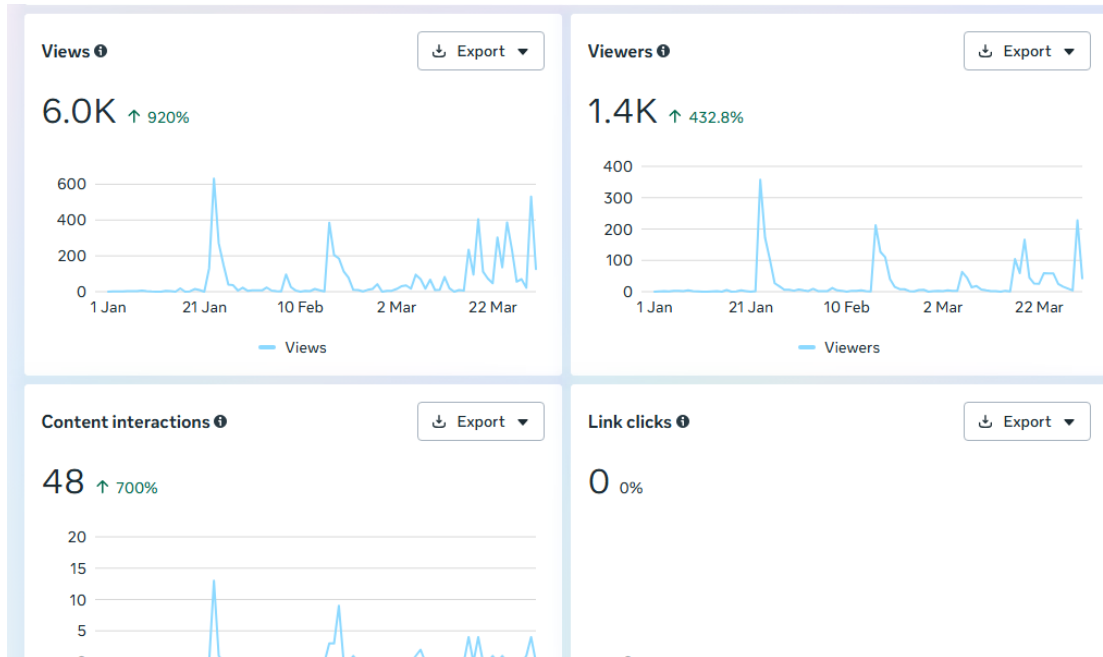 Views
Export
6.0K ↑ 920%
600
400
200
0
1 Jan 21 Jan 10 Feb 2 Mar 22 Mar
Views
Viewers
Export
1.4K ↑ 432.8%
400
300
200
100
0
1 Jan 21 Jan 10 Feb 2 Mar 22 Mar
Viewers
Content interactions
Export
48 ↑ 700%
20
15
10
5
Link clicks
Export
0 0%